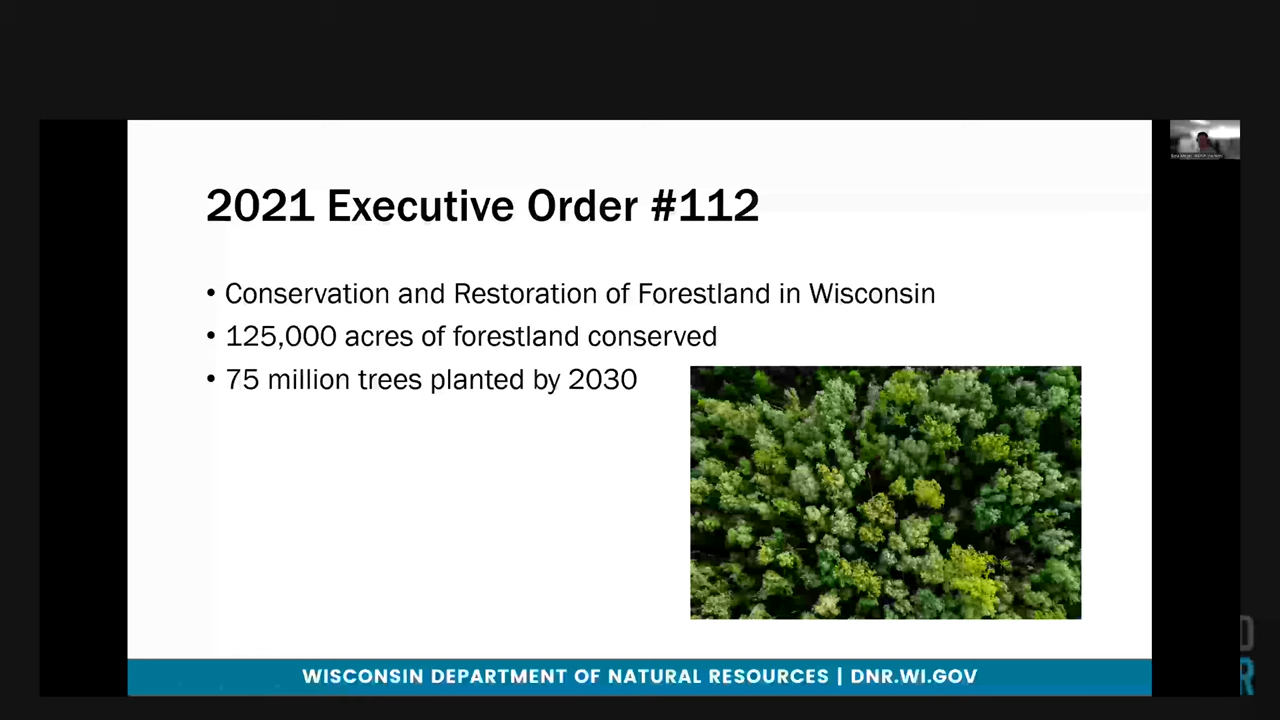 2021 Executive Order #112
• Conservation and Restoration of Forestland in Wisconsin
• 125,000 acres of forestland conserved
• 75 million trees planted by 2030
WISCONSIN DEPARTMENT OF NATURAL RESOURCES | DNR.WI.GOV